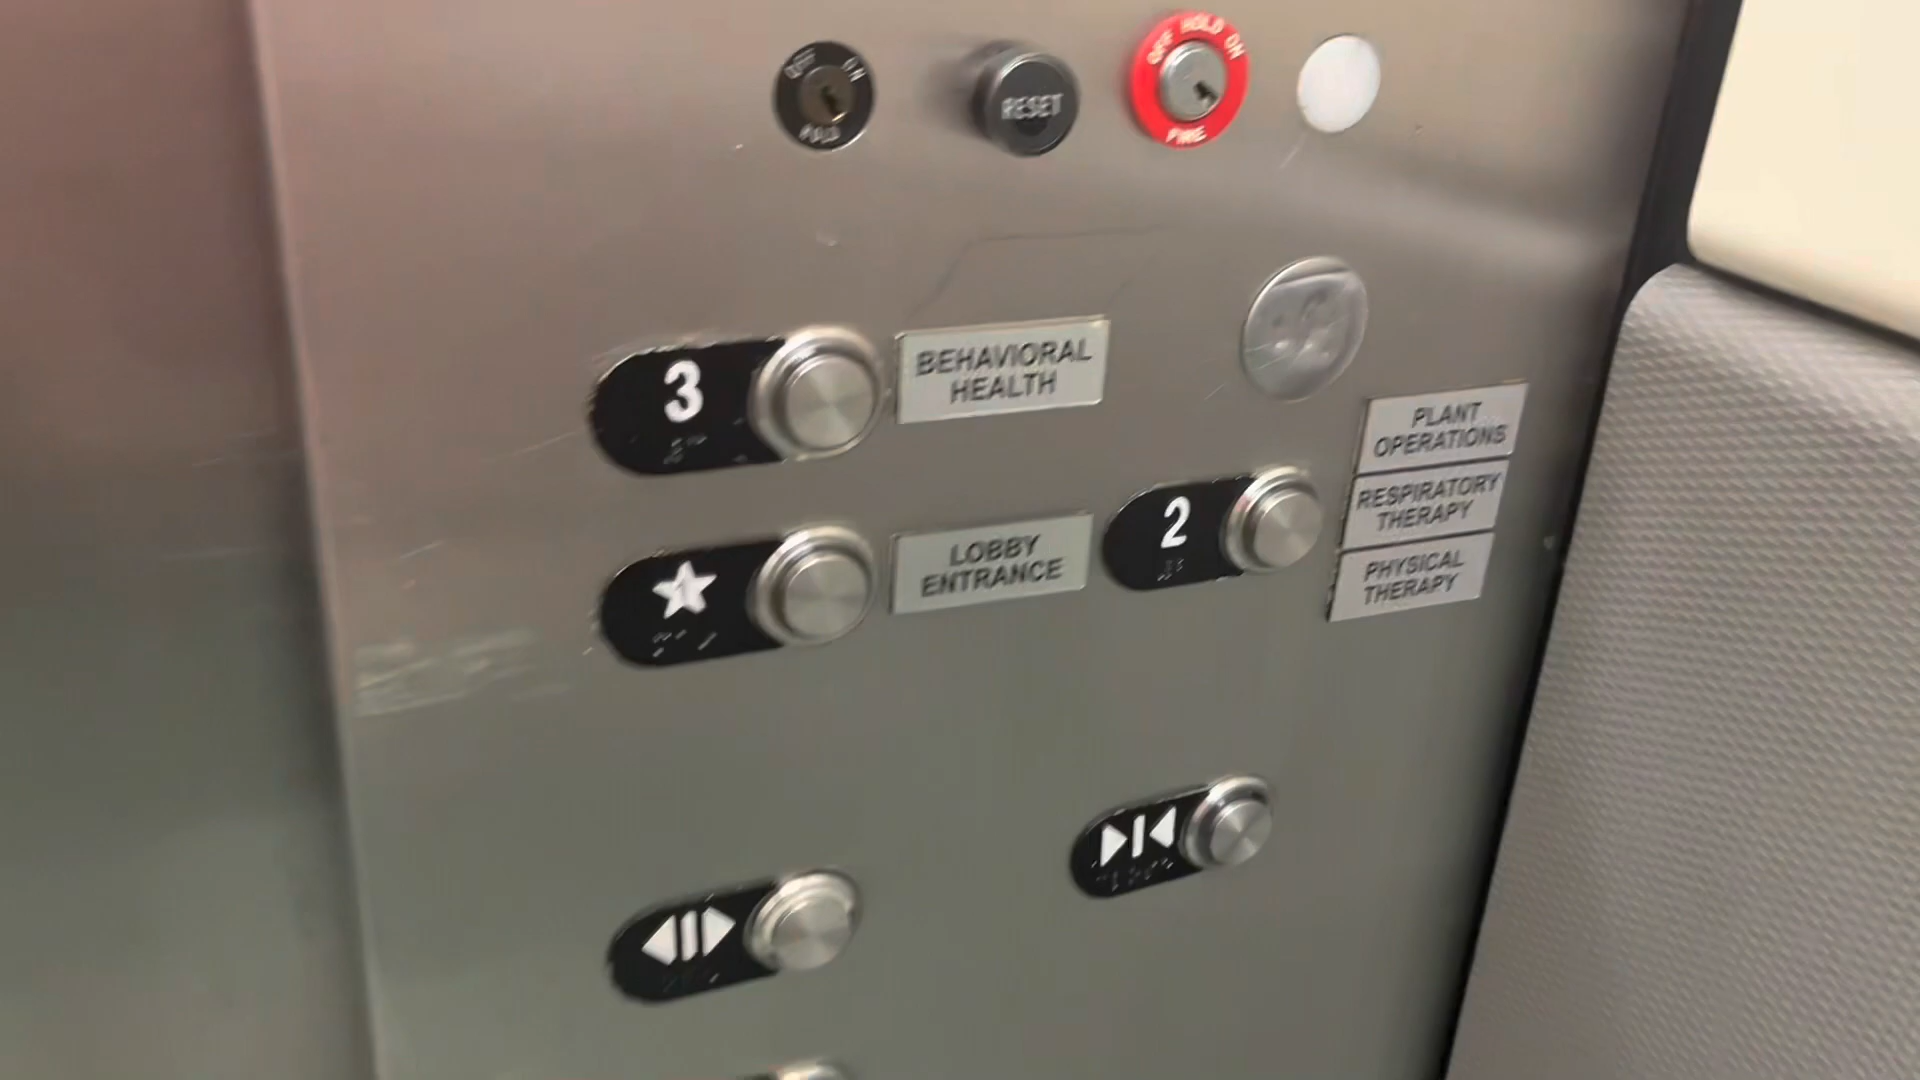 OFF ON
RESET
OFF HOLD ON
FIRE
3
BEHAVIORAL
HEALTH
PLANT
OPERATIONS
2
RESPIRATORY
THERAPY
PHYSICAL
THERAPY
LOBBY
ENTRANCE